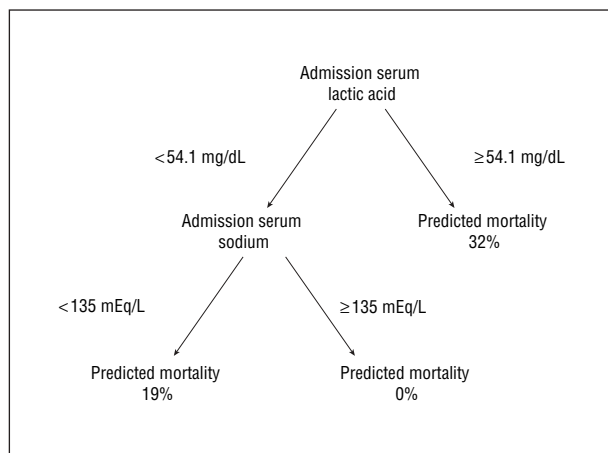 Admission serum
lactic acid
<54.1 mg/dL
≥54.1 mg/dL
Admission serum
sodium
Predicted mortality
32%
<135 mEq/L
≥135 mEq/L
Predicted mortality
19%
Predicted mortality
0%